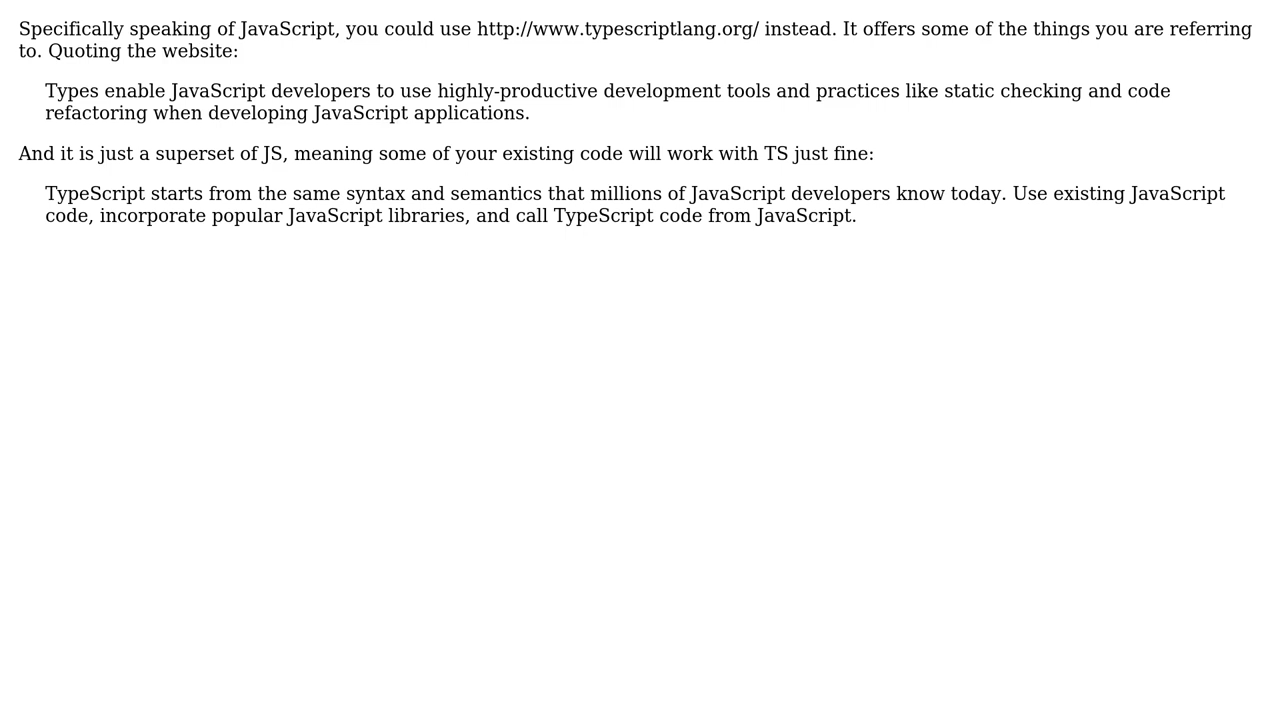 Specifically speaking of JavaScript, you could use http://www.typescriptlang.org/ instead. It offers some of the things you are referring
to. Quoting the website:
Types enable JavaScript developers to use highly-productive development tools and practices like static checking and code
refactoring when developing JavaScript applications.
And it is just a superset of JS, meaning some of your existing code will work with TS just fine:
TypeScript starts from the same syntax and semantics that millions of JavaScript developers know today. Use existing JavaScript
code, incorporate popular JavaScript libraries, and call TypeScript code from JavaScript.